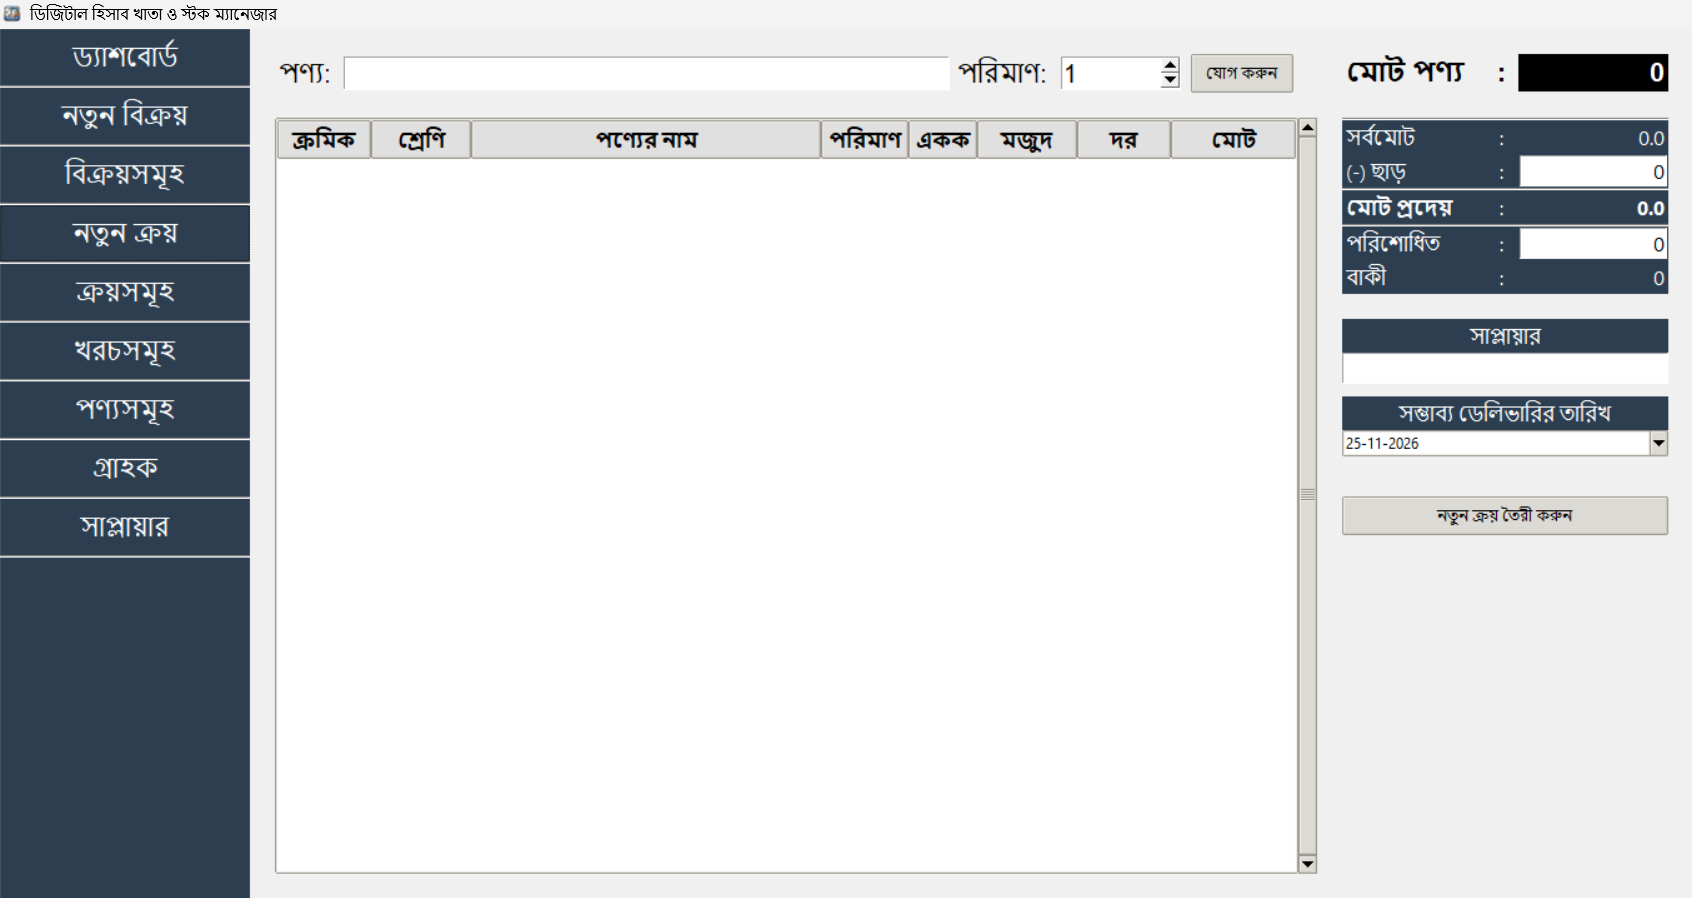 ডিজিটাল হিসাব খাতা ও স্টক ম্যানেজার
ড্যাশবোর্ড
নতুন বিক্রয়
বিক্রয়সমূহ
নতুন ক্রয়
ক্রয়সমূহ
খরচসমূহ
পণ্যসমূহ
গ্রাহক
সাপ্লায়ার
পণ্য: পরিমাণ: 1 যোগ করুন
ক্রমিক শ্রেণি পণ্যের নাম পরিমাণ একক মজুদ দর মোট
মোট পণ্য : 0
সর্বমোট : 0.0
(-) ছাড় : 0
মোট প্রদেয় : 0.0
পরিশোধিত : 0
বাকী : 0
সাপ্লায়ার
সম্ভাব্য ডেলিভারির তারিখ
25-11-2026
নতুন ক্রয় তৈরী করুন